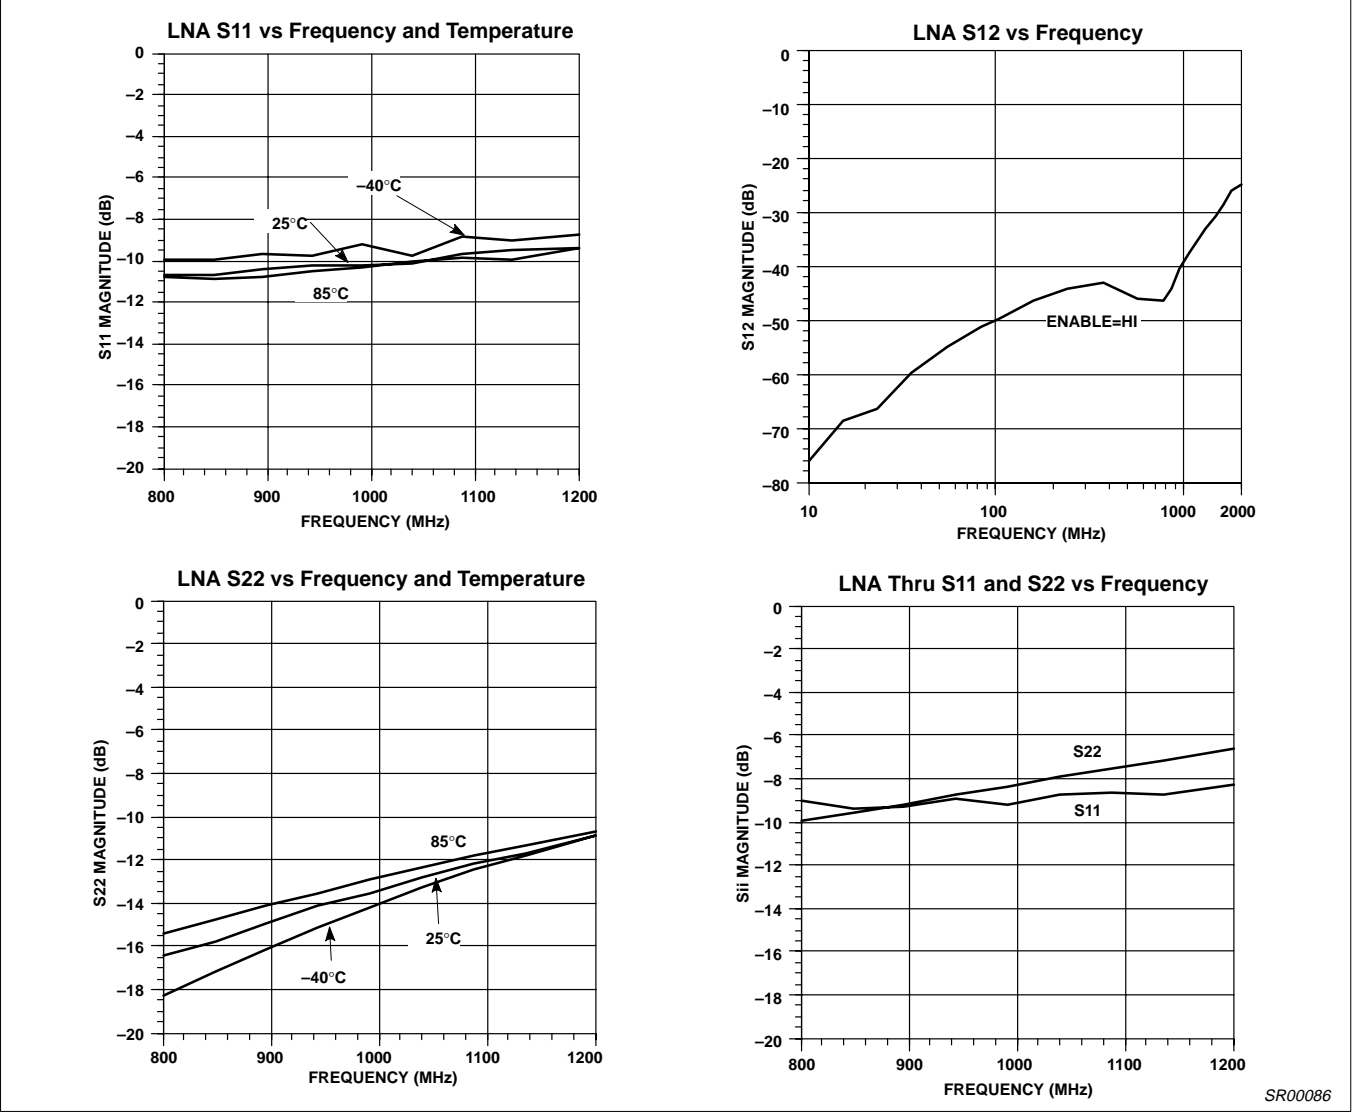 LNA S11 vs Frequency and Temperature
0
–2
–4
–6
–8
–10
–12
–14
–16
–18
–20
S11 MAGNITUDE (dB)
–40°C
25°C
85°C
800 900 1000 1100 1200
FREQUENCY (MHz)
LNA S12 vs Frequency
0
–10
–20
–30
–40
–50
–60
–70
–80
S12 MAGNITUDE (dB)
ENABLE=HI
10 100 1000 2000
FREQUENCY (MHz)
LNA S22 vs Frequency and Temperature
0
–2
–4
–6
–8
–10
–12
–14
–16
–18
–20
S22 MAGNITUDE (dB)
85°C
25°C
–40°C
800 900 1000 1100 1200
FREQUENCY (MHz)
LNA Thru S11 and S22 vs Frequency
0
–2
–4
–6
–8
–10
–12
–14
–16
–18
–20
Sii MAGNITUDE (dB)
S22
S11
800 900 1000 1100 1200
FREQUENCY (MHz)
SR00086